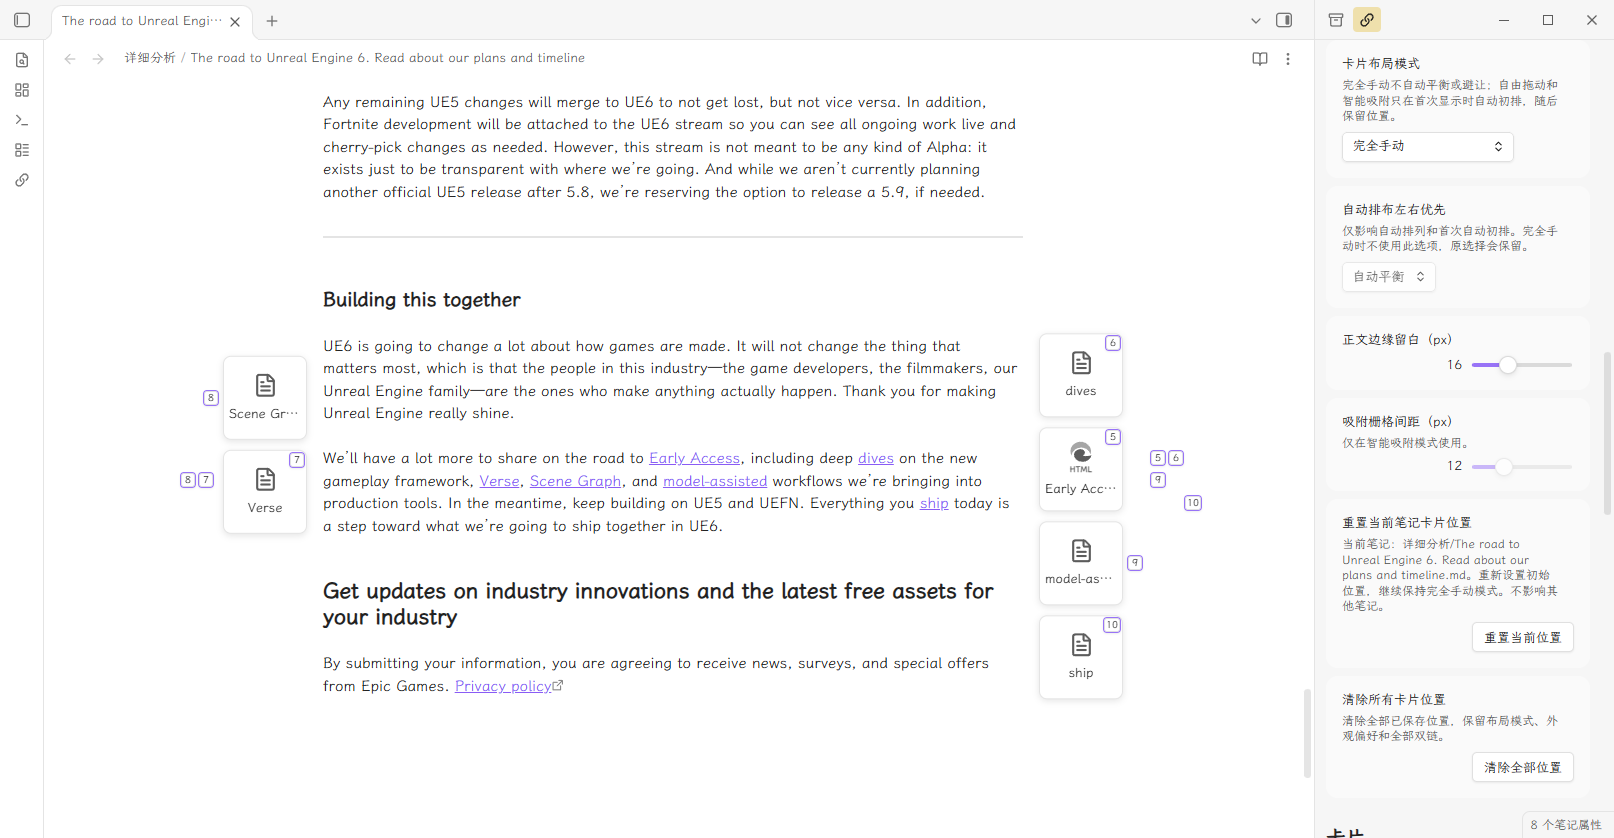 The road to Unreal Engi···
详细分析 / The road to Unreal Engine 6. Read about our plans and timeline
Any remaining UE5 changes will merge to UE6 to not get lost, but not vice versa. In addition,
Fortnite development will be attached to the UE6 stream so you can see all ongoing work live and
cherry-pick changes as needed. However, this stream is not meant to be any kind of Alpha: it
exists just to be transparent with where we're going. And while we aren't currently planning
another official UE5 release after 5.8, we're reserving the option to release a 5.9, if needed.
Building this together
UE6 is going to change a lot about how games are made. It will not change the thing that
matters most, which is that the people in this industry—the game developers, the filmmakers, our
Unreal Engine family—are the ones who make anything actually happen. Thank you for making
Unreal Engine really shine.
We'll have a lot more to share on the road to Early Access, including deep dives on the new
gameplay framework, Verse, Scene Graph, and model-assisted workflows we're bringing into
production tools. In the meantime, keep building on UE5 and UEFN. Everything you ship today is
a step toward what we're going to ship together in UE6.
Get updates on industry innovations and the latest free assets for
your industry
By submitting your information, you are agreeing to receive news, surveys, and special offers
from Epic Games. Privacy policy
8
Scene Gr···
8 7
7
Verse
6
dives
5
HTML
Early Acc···
5 6
9
10
model-as···
9
10
ship
卡片布局模式
完全手动不自动平衡或避让；自由拖动和
智能吸附只在首次显示时自动初排，随后
保留位置。
完全手动
自动排布左右优先
仅影响自动排列和首次自动初排。完全手
动时不使用此选项，原选择会保留。
自动平衡
正文边缘留白（px）
16
吸附栅格间距（px）
仅在智能吸附模式使用。
12
重置当前笔记卡片位置
当前笔记：详细分析/The road to
Unreal Engine 6. Read about our
plans and timeline.md。重新设置初始
位置，继续保持完全手动模式。不影响其
他笔记。
重置当前位置
清除所有卡片位置
清除全部已保存位置，保留布局模式、外
观偏好和全部双链。
清除全部位置
卡片
8 个笔记属性